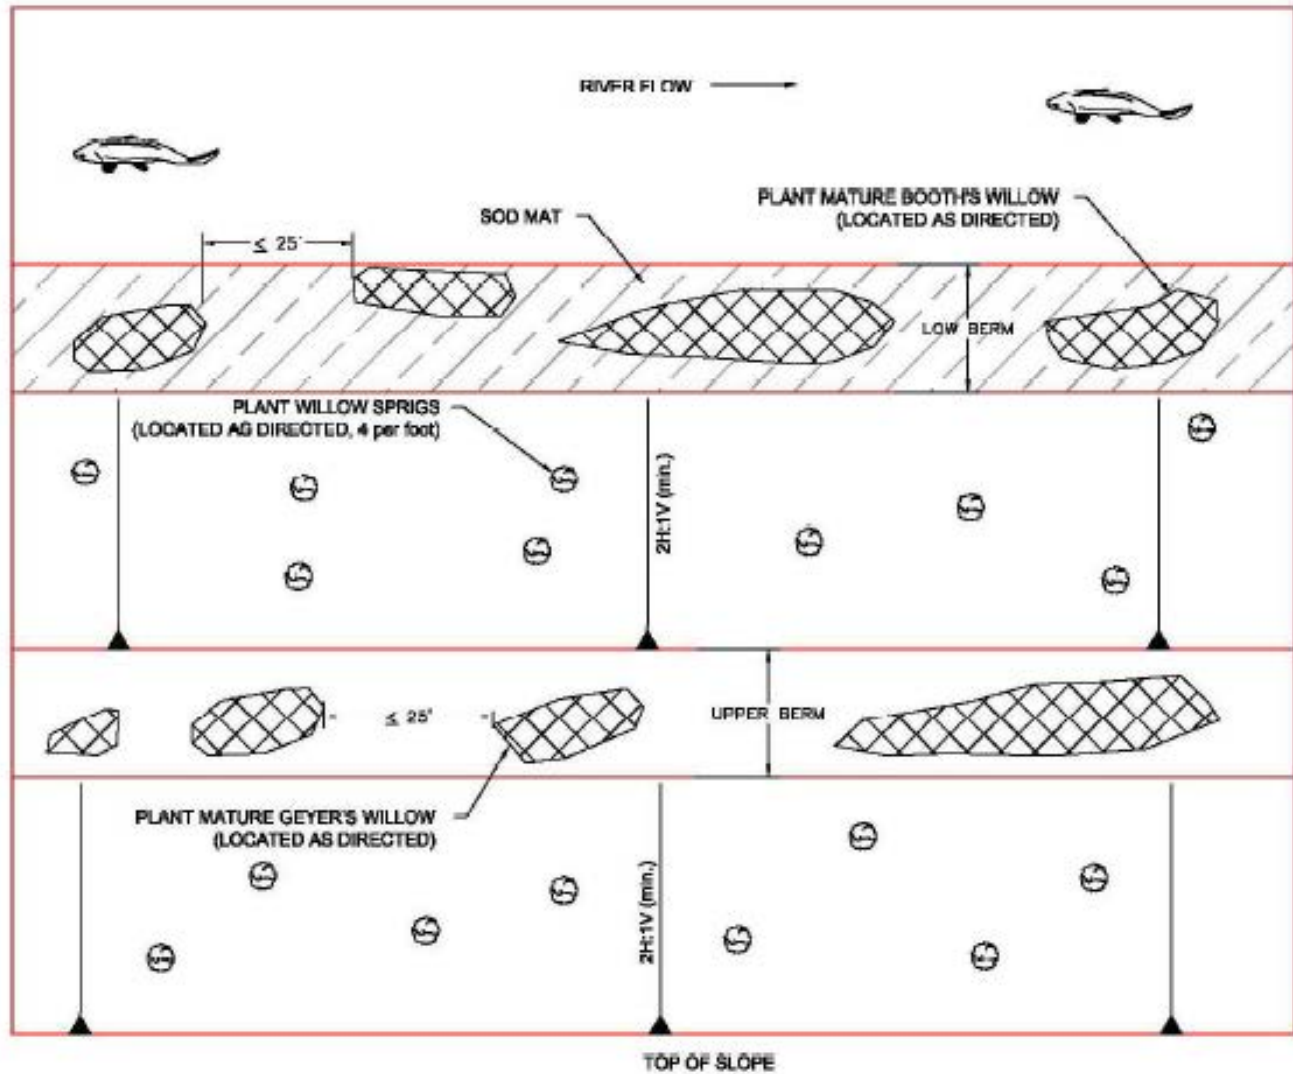 RIVER FLOW
PLANT MATURE BOOTH'S WILLOW
(LOCATED AS DIRECTED)
SOD MAT
≤ 25'
LOW BERM
PLANT WILLOW SPRIGS
(LOCATED AS DIRECTED, 4 per foot)
2H:1V (min.)
≤ 25'
UPPER BERM
PLANT MATURE GEYER'S WILLOW
(LOCATED AS DIRECTED)
2H:1V (min.)
TOP OF SLOPE